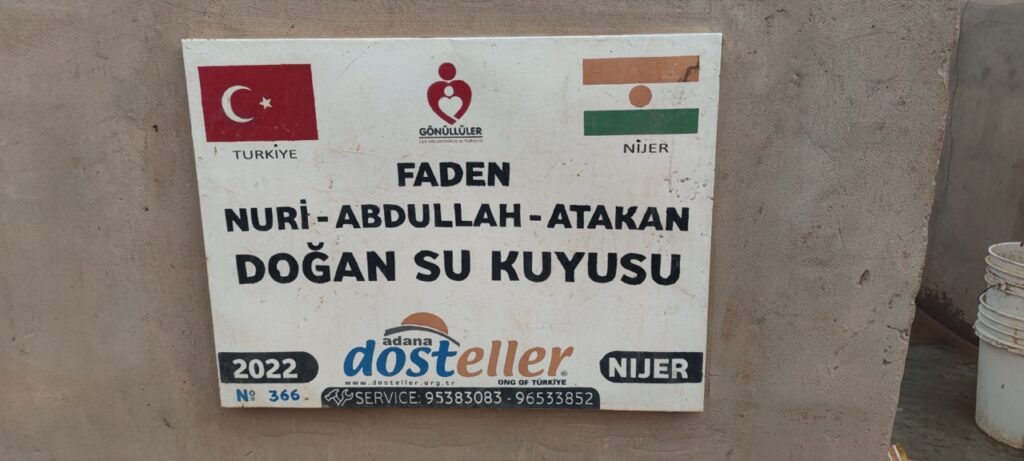 TURKİYE
GÖNÜLLÜLER
NİJER
FADEN
NURİ - ABDULLAH - ATAKAN
DOĞAN SU KUYUSU
adana
dosteller
www.dosteller.org.tr
ONG OF TÜRKİYE
2022
NIJER
Nº 366
SERVICE: 95383083 - 96533852